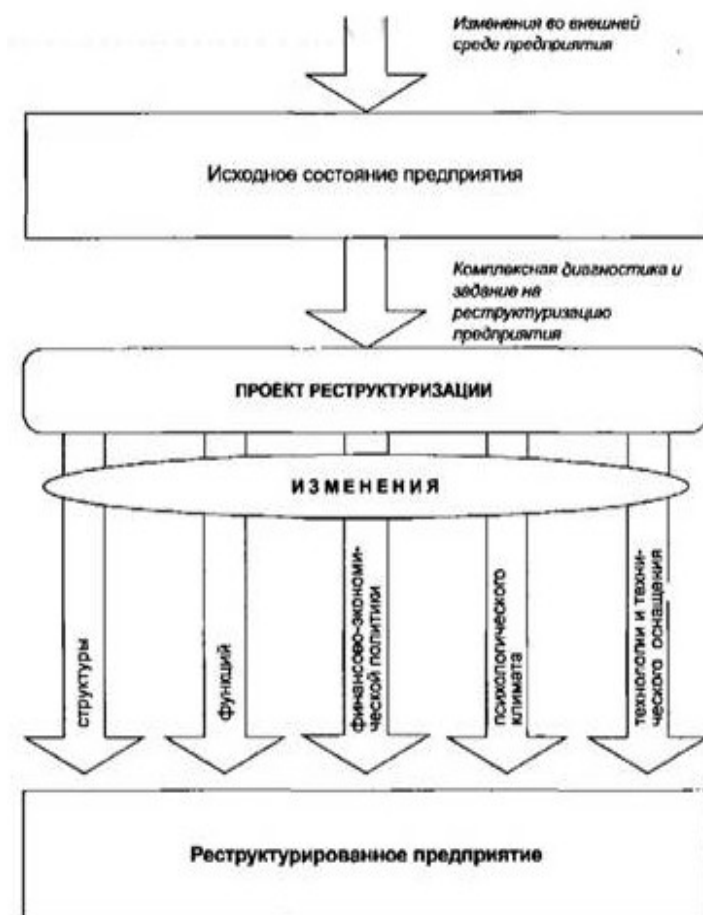 Изменения во внешней
среде предприятия
Исходное состояние предприятия
Комплексная диагностика и
задание на
реструктуризацию
предприятия
ПРОЕКТ РЕСТРУКТУРИЗАЦИИ
ИЗМЕНЕНИЯ
структуры
функций
финансово-экономи-
ческой политики
психологического
климата
технологии и техни-
ческого оснащения
Реструктурированное предприятие